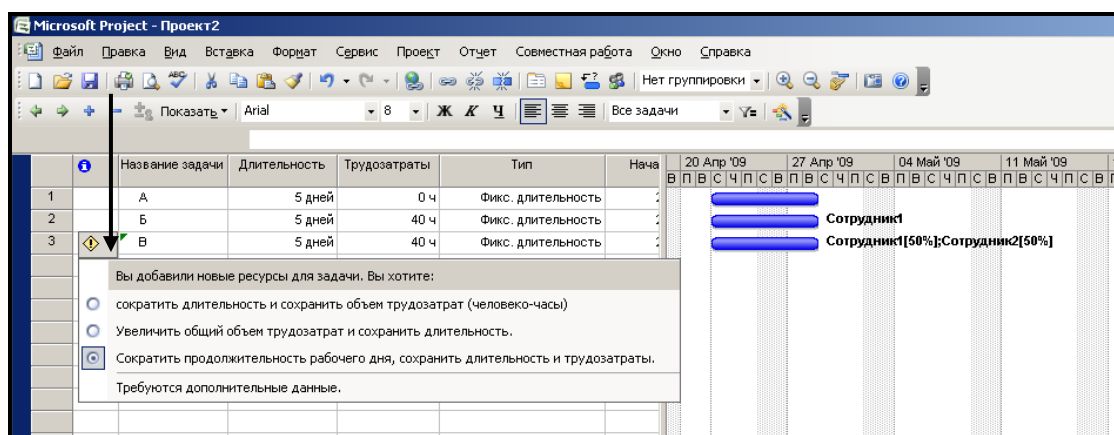 Microsoft Project - Проект2
Файл Правка Вид Вставка Формат Сервис Проект Отчет Совместная работа Окно Справка
Нет группировки
Показать Arial 8 Ж К Ч Все задачи
Название задачи Длительность Трудозатраты Тип Нача 20 Апр '09 27 Апр '09 04 Май '09 11 Май '09
В П В С Ч П С В П В С Ч П С В П В С Ч П С В П В С Ч П С В
1 А 5 дней 0 ч Фикс. длительность
2 Б 5 дней 40 ч Фикс. длительность Сотрудник1
3 В 5 дней 40 ч Фикс. длительность Сотрудник1[50%];Сотрудник2[50%]
Вы добавили новые ресурсы для задачи. Вы хотите:
сократить длительность и сохранить объем трудозатрат (человеко-часы)
Увеличить общий объем трудозатрат и сохранить длительность.
Сократить продолжительность рабочего дня, сохранить длительность и трудозатраты.
Требуются дополнительные данные.